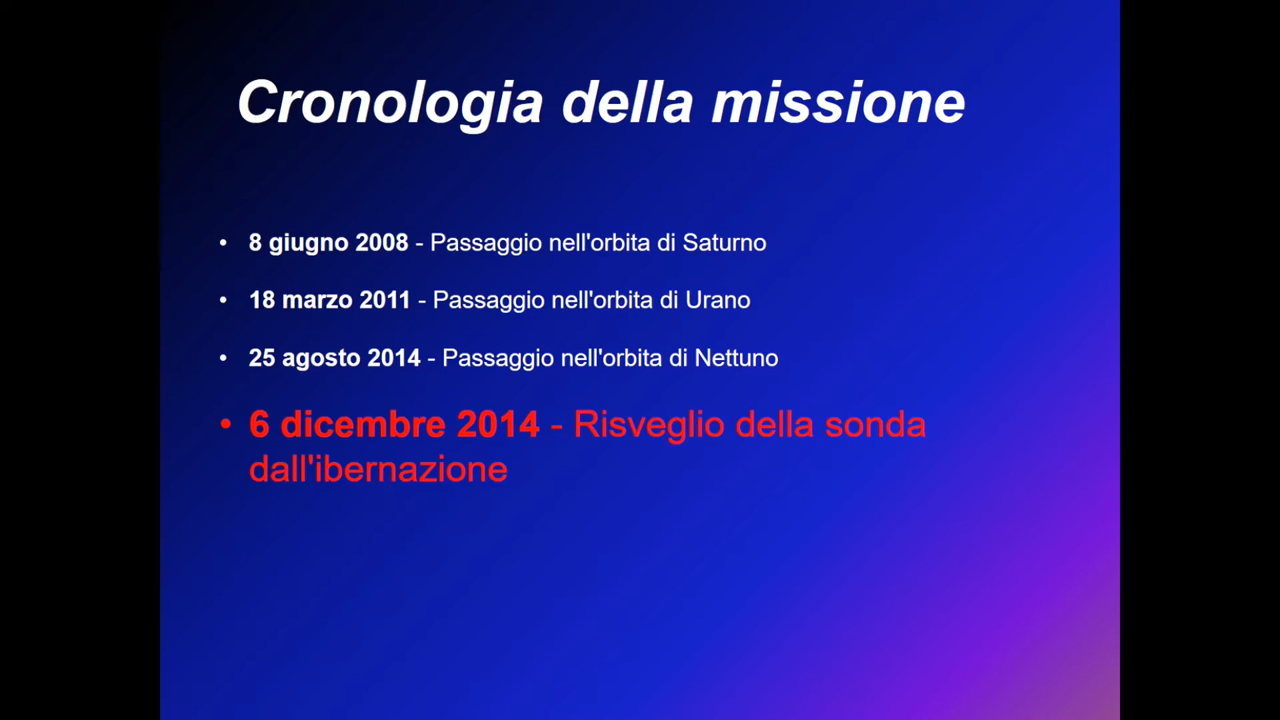 Cronologia della missione
• 8 giugno 2008 - Passaggio nell'orbita di Saturno
• 18 marzo 2011 - Passaggio nell'orbita di Urano
• 25 agosto 2014 - Passaggio nell'orbita di Nettuno
• 6 dicembre 2014 - Risveglio della sonda
dall'ibernazione